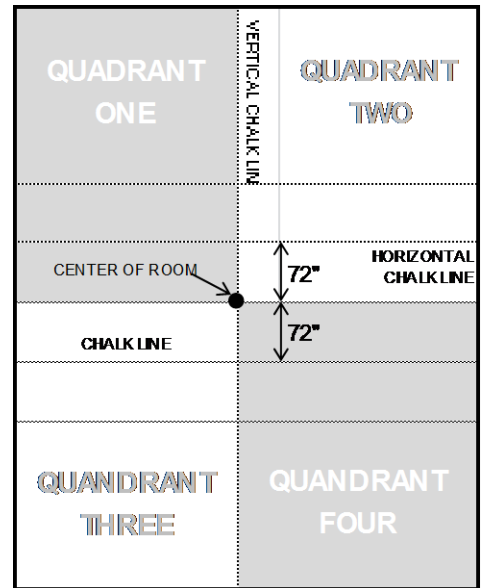 QUADRANT
ONE
VERTICAL CHALK LIN
QUADRANT
TWO
CENTER OF ROOM
72"
HORIZONTAL
CHALK LINE
CHALK LINE
72"
QUANDRANT
THREE
QUANDRANT
FOUR